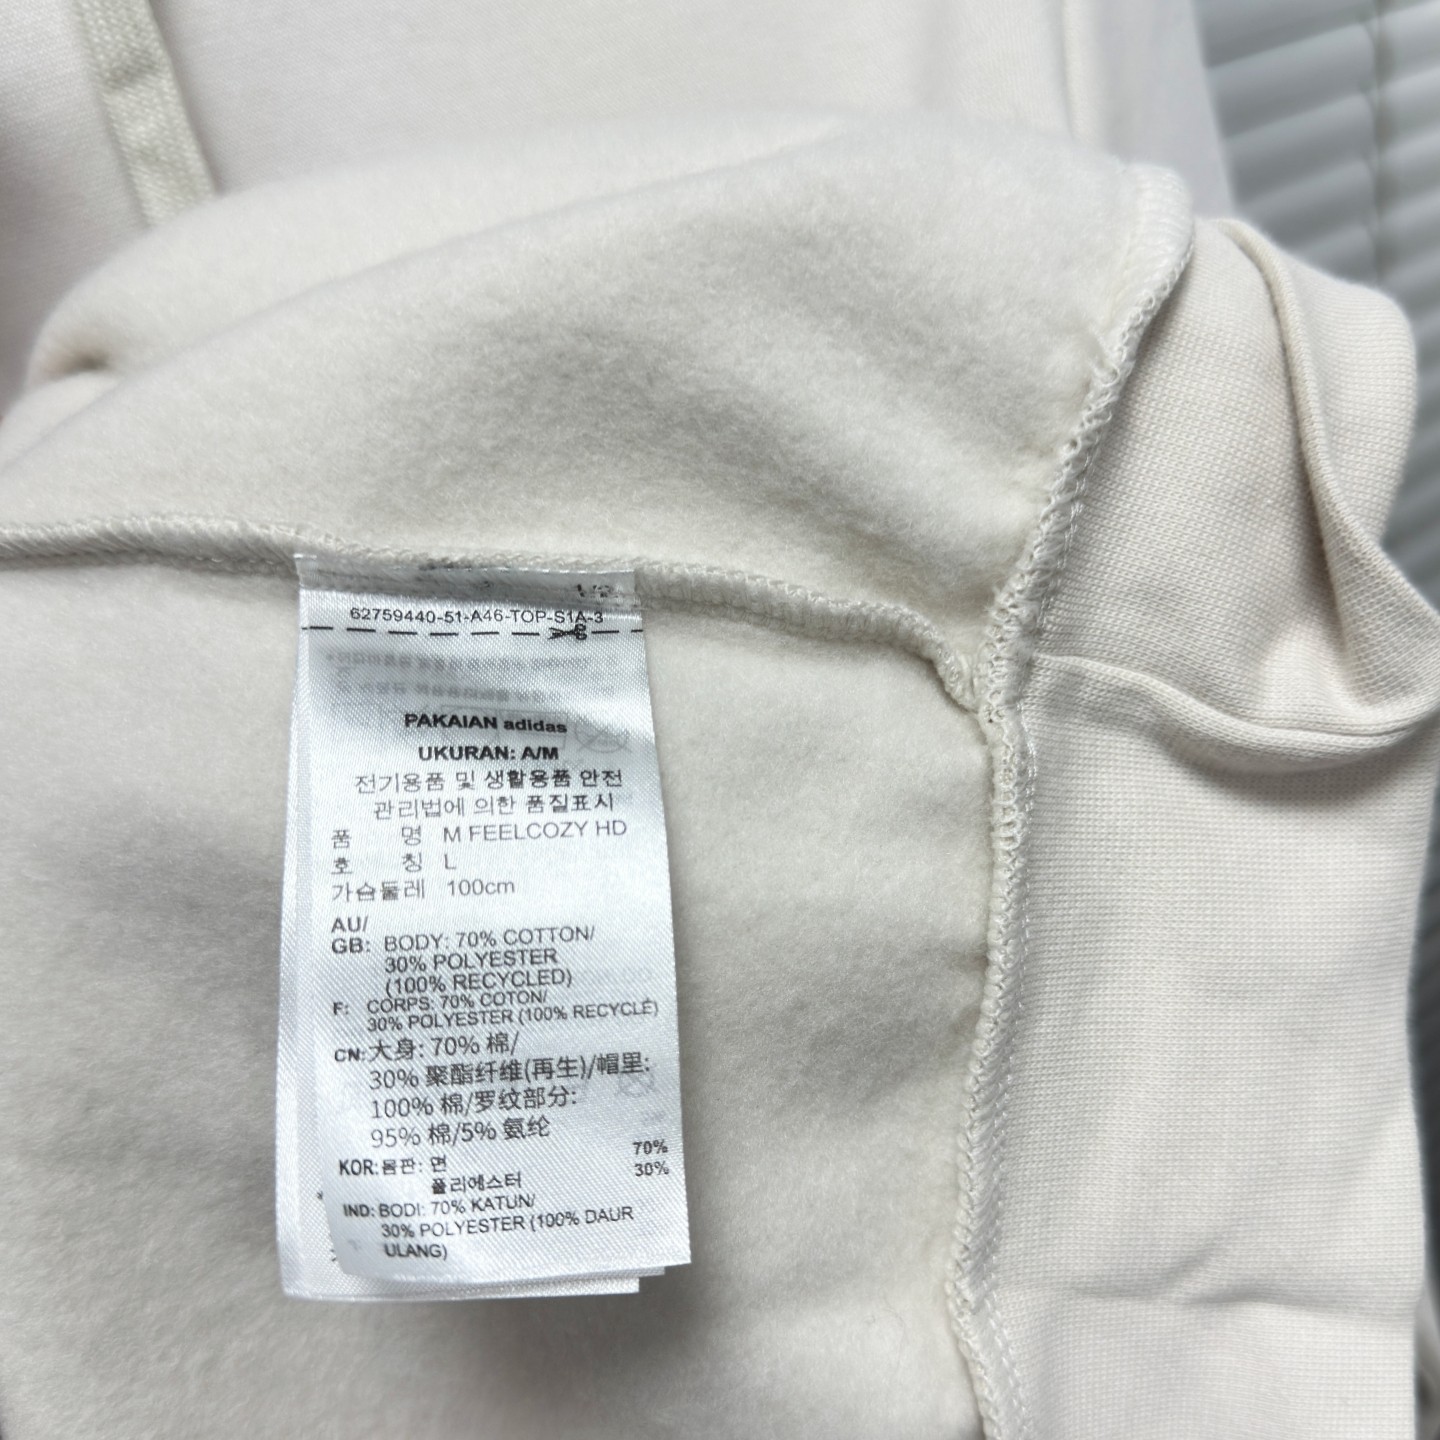 1/2
62759440-51-A46-TOP-S1A-3
PAKAIAN adidas
UKURAN: A/M
전기용품 및 생활용품 안전
관리법에 의한 품질표시
품 명 M FEELCOZY HD
호 칭 L
가슴둘레 100cm
AU/
GB: BODY: 70% COTTON/
30% POLYESTER
(100% RECYCLED)
F: CORPS: 70% COTON/
30% POLYESTER (100% RECYCLÉ)
CN: 大身: 70% 棉/
30% 聚酯纤维(再生)/帽里:
100% 棉/罗纹部分:
95% 棉/5% 氨纶
KOR: 몸판: 면 70%
폴리에스터 30%
IND: BODI: 70% KATUN/
30% POLYESTER (100% DAUR
ULANG)